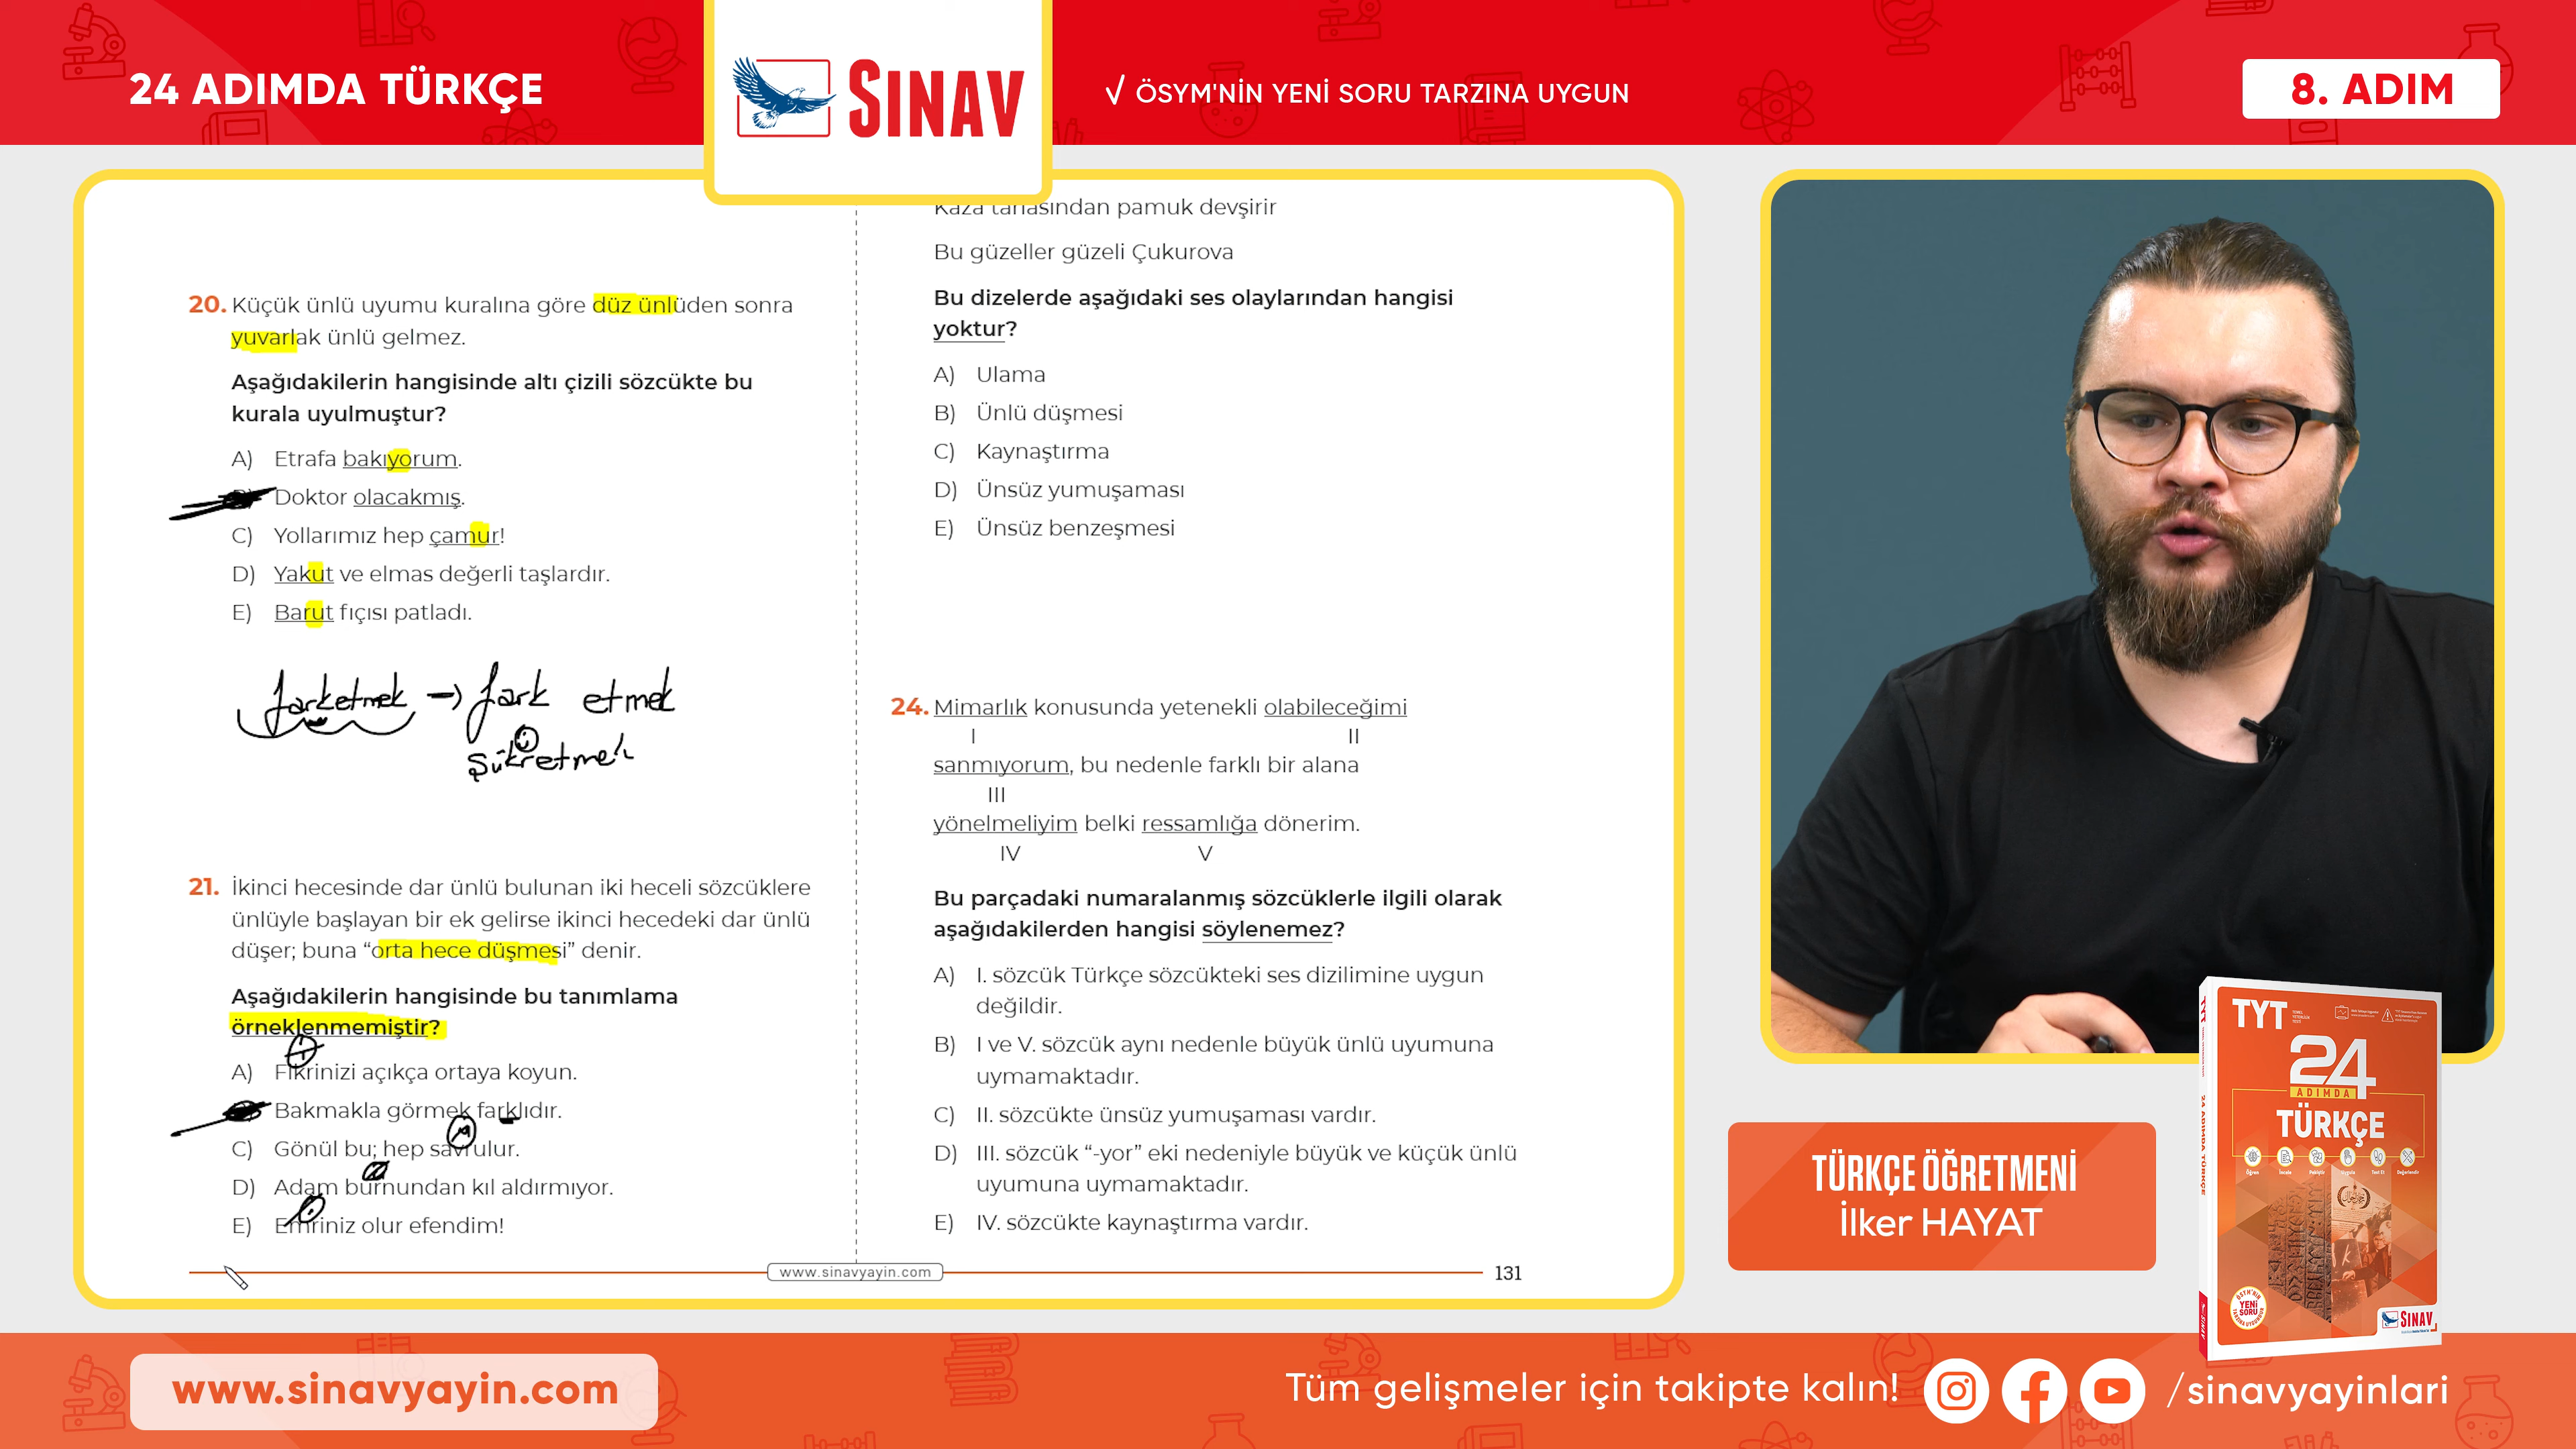 24 ADIMDA TÜRKÇE
SINAV
√ ÖSYM'NİN YENİ SORU TARZINA UYGUN
8. ADIM
20. Küçük ünlü uyumu kuralına göre düz ünlüden sonra
yuvarlak ünlü gelmez.
Aşağıdakilerin hangisinde altı çizili sözcükte bu
kurala uyulmuştur?
A) Etrafa bakıyorum.
Doktor olacakmış.
C) Yollarımız hep çamur!
D) Yakut ve elmas değerli taşlardır.
E) Barut fıçısı patladı.
farketmek → fark etmek
şükretmek
21. İkinci hecesinde dar ünlü bulunan iki heceli sözcüklere
ünlüyle başlayan bir ek gelirse ikinci hecedeki dar ünlü
düşer; buna “orta hece düşmesi” denir.
Aşağıdakilerin hangisinde bu tanımlama
örneklenmemiştir?
A) Fikrinizi açıkça ortaya koyun.
Bakmakla görmek farklıdır.
C) Gönül bu; hep savrulur.
D) Adam burnundan kıl aldırmıyor.
E) Emriniz olur efendim!
Kaza tarlasından pamuk devşirir
Bu güzeller güzeli Çukurova
Bu dizelerde aşağıdaki ses olaylarından hangisi
yoktur?
A) Ulama
B) Ünlü düşmesi
C) Kaynaştırma
D) Ünsüz yumuşaması
E) Ünsüz benzeşmesi
24. Mimarlık konusunda yetenekli olabileceğimi
I II
sanmıyorum, bu nedenle farklı bir alana
III
yönelmeliyim belki ressamlığa dönerim.
IV V
Bu parçadaki numaralanmış sözcüklerle ilgili olarak
aşağıdakilerden hangisi söylenemez?
A) I. sözcük Türkçe sözcükteki ses dizilimine uygun
değildir.
B) I ve V. sözcük aynı nedenle büyük ünlü uyumuna
uymamaktadır.
C) II. sözcükte ünsüz yumuşaması vardır.
D) III. sözcük “-yor” eki nedeniyle büyük ve küçük ünlü
uyumuna uymamaktadır.
E) IV. sözcükte kaynaştırma vardır.
www.sinavyayin.com
131
TÜRKÇE ÖĞRETMENİ
İlker HAYAT
TYT
24
ADIMDA
TÜRKÇE
YENİ
SORU
SINAV
www.sinavyayin.com
Tüm gelişmeler için takipte kalın!
/sinavyayinlari